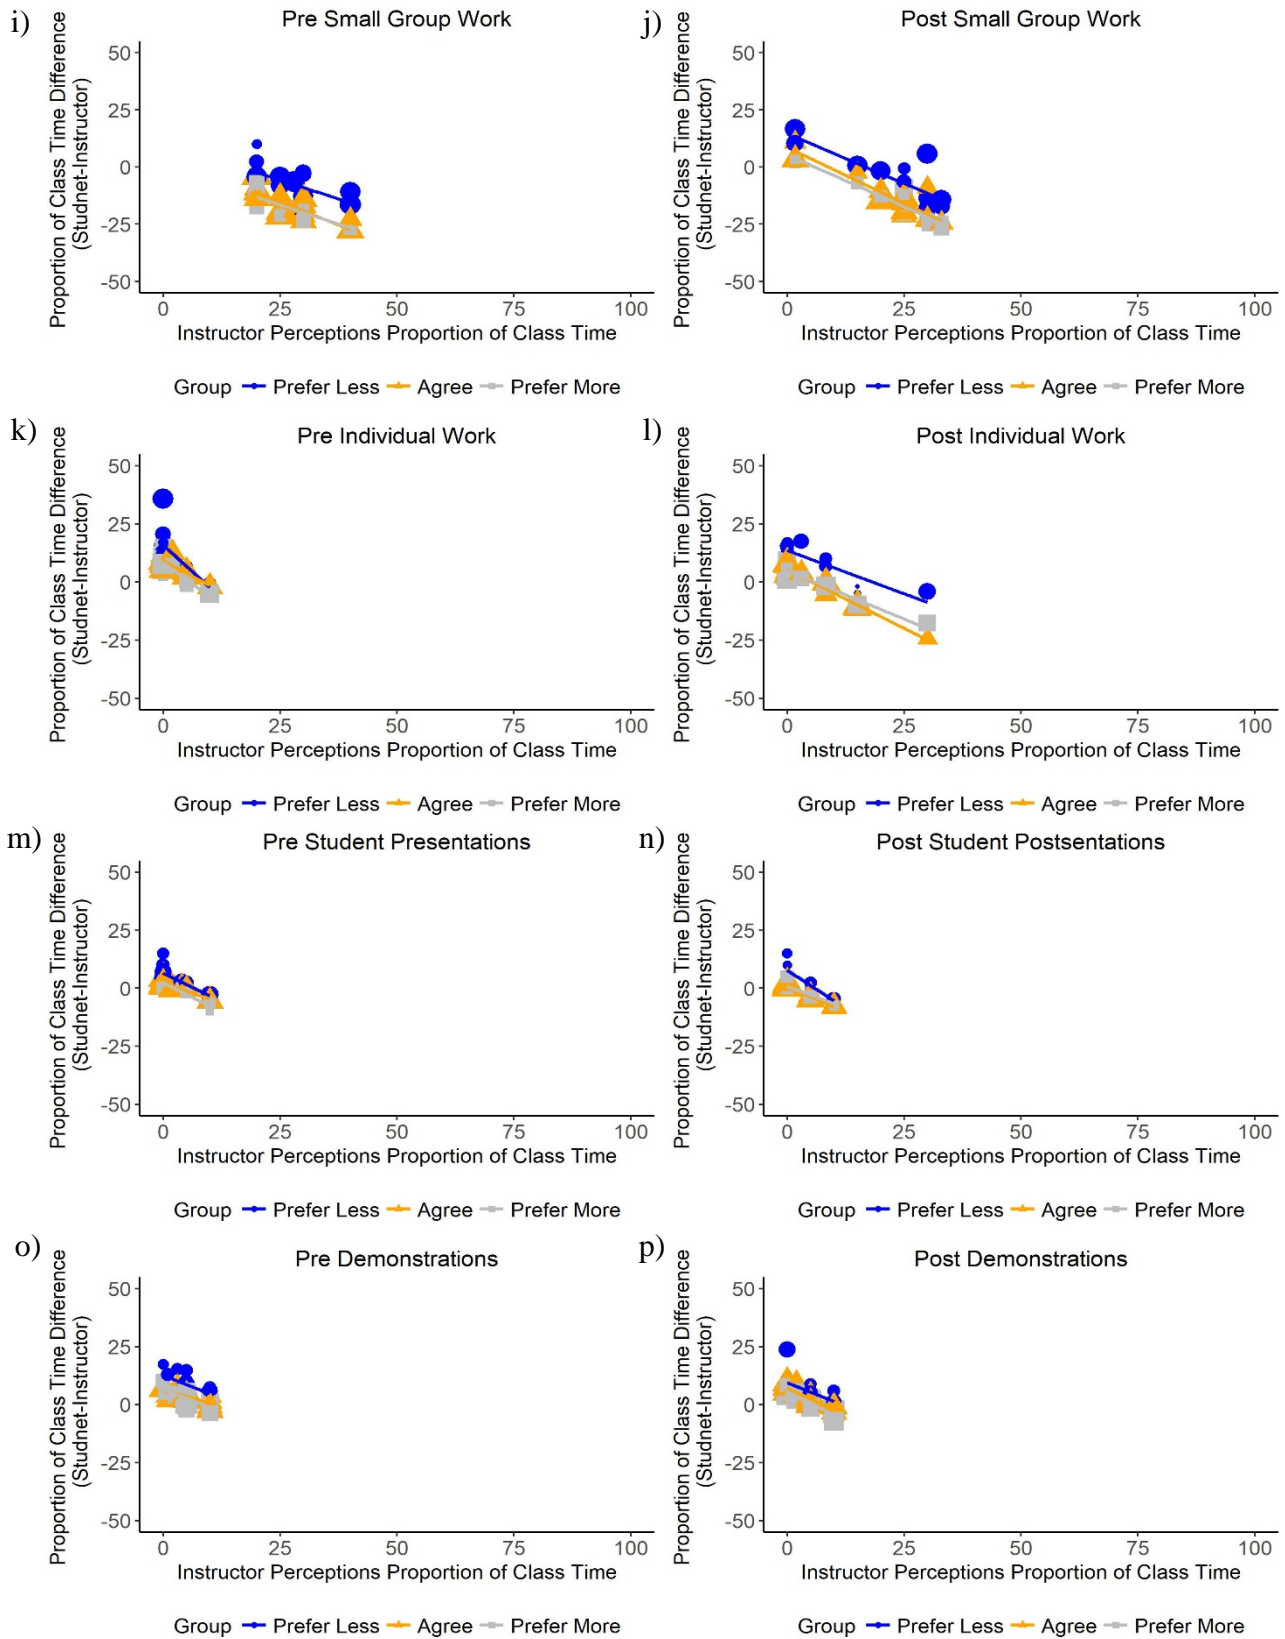 i)
Pre Small Group Work
Proportion of Class Time Difference
(Studnet-Instructor)
50
25
0
-25
-50
0 25 50 75 100
Instructor Perceptions Proportion of Class Time
Group Prefer Less Agree Prefer More
j)
Post Small Group Work
Proportion of Class Time Difference
(Studnet-Instructor)
50
25
0
-25
-50
0 25 50 75 100
Instructor Perceptions Proportion of Class Time
Group Prefer Less Agree Prefer More
k)
Pre Individual Work
Proportion of Class Time Difference
(Studnet-Instructor)
50
25
0
-25
-50
0 25 50 75 100
Instructor Perceptions Proportion of Class Time
Group Prefer Less Agree Prefer More
l)
Post Individual Work
Proportion of Class Time Difference
(Studnet-Instructor)
50
25
0
-25
-50
0 25 50 75 100
Instructor Perceptions Proportion of Class Time
Group Prefer Less Agree Prefer More
m)
Pre Student Presentations
Proportion of Class Time Difference
(Studnet-Instructor)
50
25
0
-25
-50
0 25 50 75 100
Instructor Perceptions Proportion of Class Time
Group Prefer Less Agree Prefer More
n)
Post Student Postsentations
Proportion of Class Time Difference
(Studnet-Instructor)
50
25
0
-25
-50
0 25 50 75 100
Instructor Perceptions Proportion of Class Time
Group Prefer Less Agree Prefer More
o)
Pre Demonstrations
Proportion of Class Time Difference
(Studnet-Instructor)
50
25
0
-25
-50
0 25 50 75 100
Instructor Perceptions Proportion of Class Time
Group Prefer Less Agree Prefer More
p)
Post Demonstrations
Proportion of Class Time Difference
(Studnet-Instructor)
50
25
0
-25
-50
0 25 50 75 100
Instructor Perceptions Proportion of Class Time
Group Prefer Less Agree Prefer More